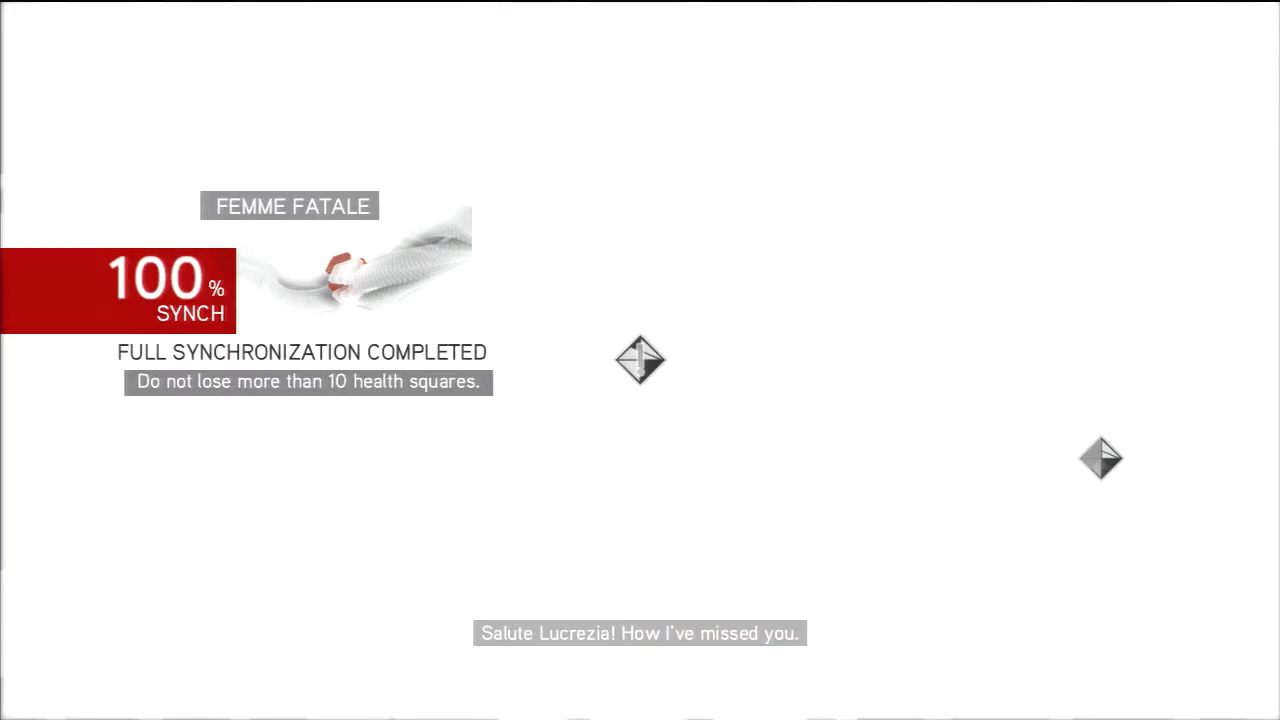 FEMME FATALE
100%
SYNCH
FULL SYNCHRONIZATION COMPLETED
Do not lose more than 10 health squares.
Salute Lucrezia! How I've missed you.